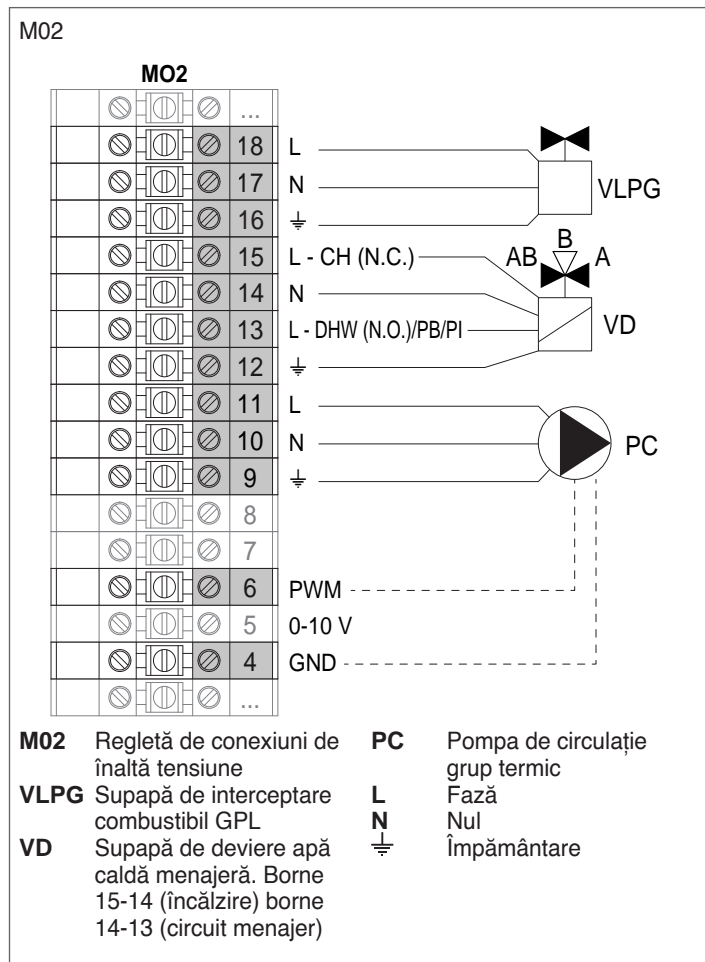 M02
MO2
...
18 L
17 N VLPG
16 ⏚
B
AB A
15 L - CH (N.C.)
14 N
13 L - DHW (N.O.)/PB/PI VD
12 ⏚
11 L
10 N PC
9 ⏚
8
7
6 PWM
5 0-10 V
4 GND
...
M02 Regletă de conexiuni de
înaltă tensiune
VLPG Supapă de interceptare
combustibil GPL
VD Supapă de deviere apă
caldă menajeră. Borne
15-14 (încălzire) borne
14-13 (circuit menajer)
PC Pompa de circulație
grup termic
L Fază
N Nul
⏚ Împământare